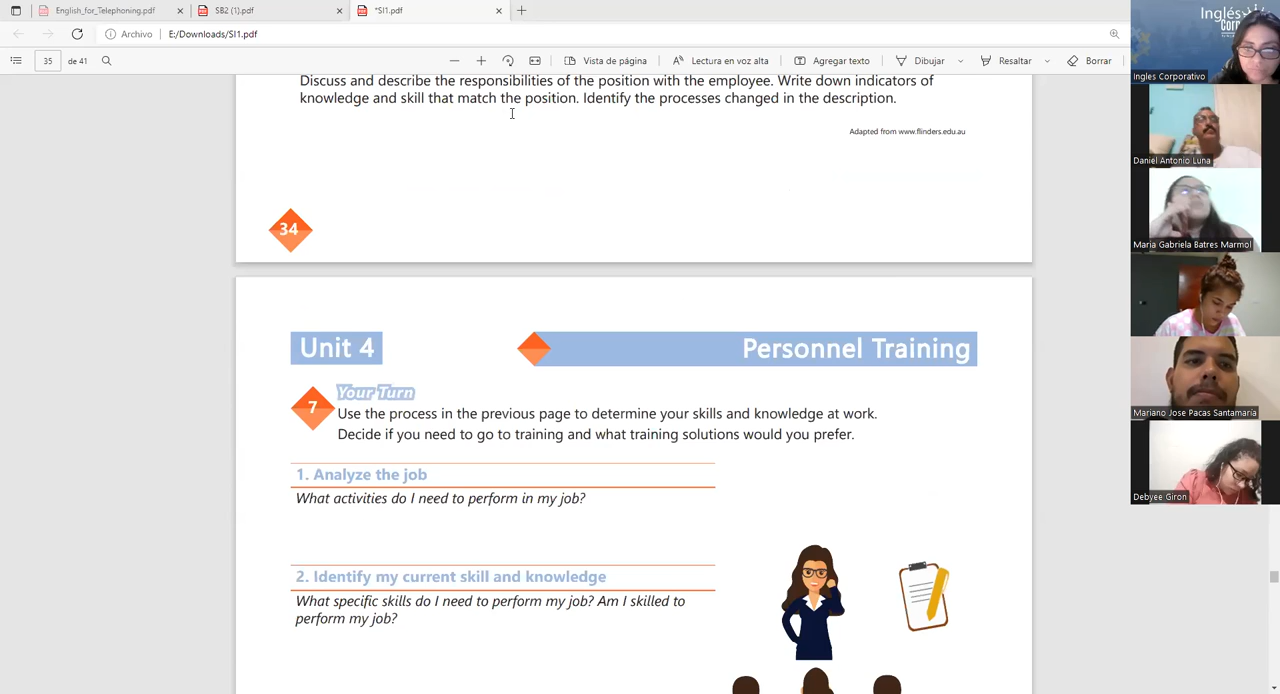 English_for_Telephoning.pdf
SB2 (1).pdf
*SI1.pdf
Archivo
E:/Downloads/SI1.pdf
35
de 41
Vista de página
Lectura en voz alta
Agregar texto
Dibujar
Resaltar
Borrar
Discuss and describe the responsibilities of the position with the employee. Write down indicators of
knowledge and skill that match the position. Identify the processes changed in the description.
Adapted from www.flinders.edu.au
34
Unit 4
Personnel Training
7
Your Turn
Use the process in the previous page to determine your skills and knowledge at work.
Decide if you need to go to training and what training solutions would you prefer.
1. Analyze the job
What activities do I need to perform in my job?
2. Identify my current skill and knowledge
What specific skills do I need to perform my job? Am I skilled to
perform my job?
Inglés
Ingles Corporativo
Daniel Antonio Luna
Maria Gabriela Batres Marmol
Mariano Jose Pacas Santamaría
Debyee Giron